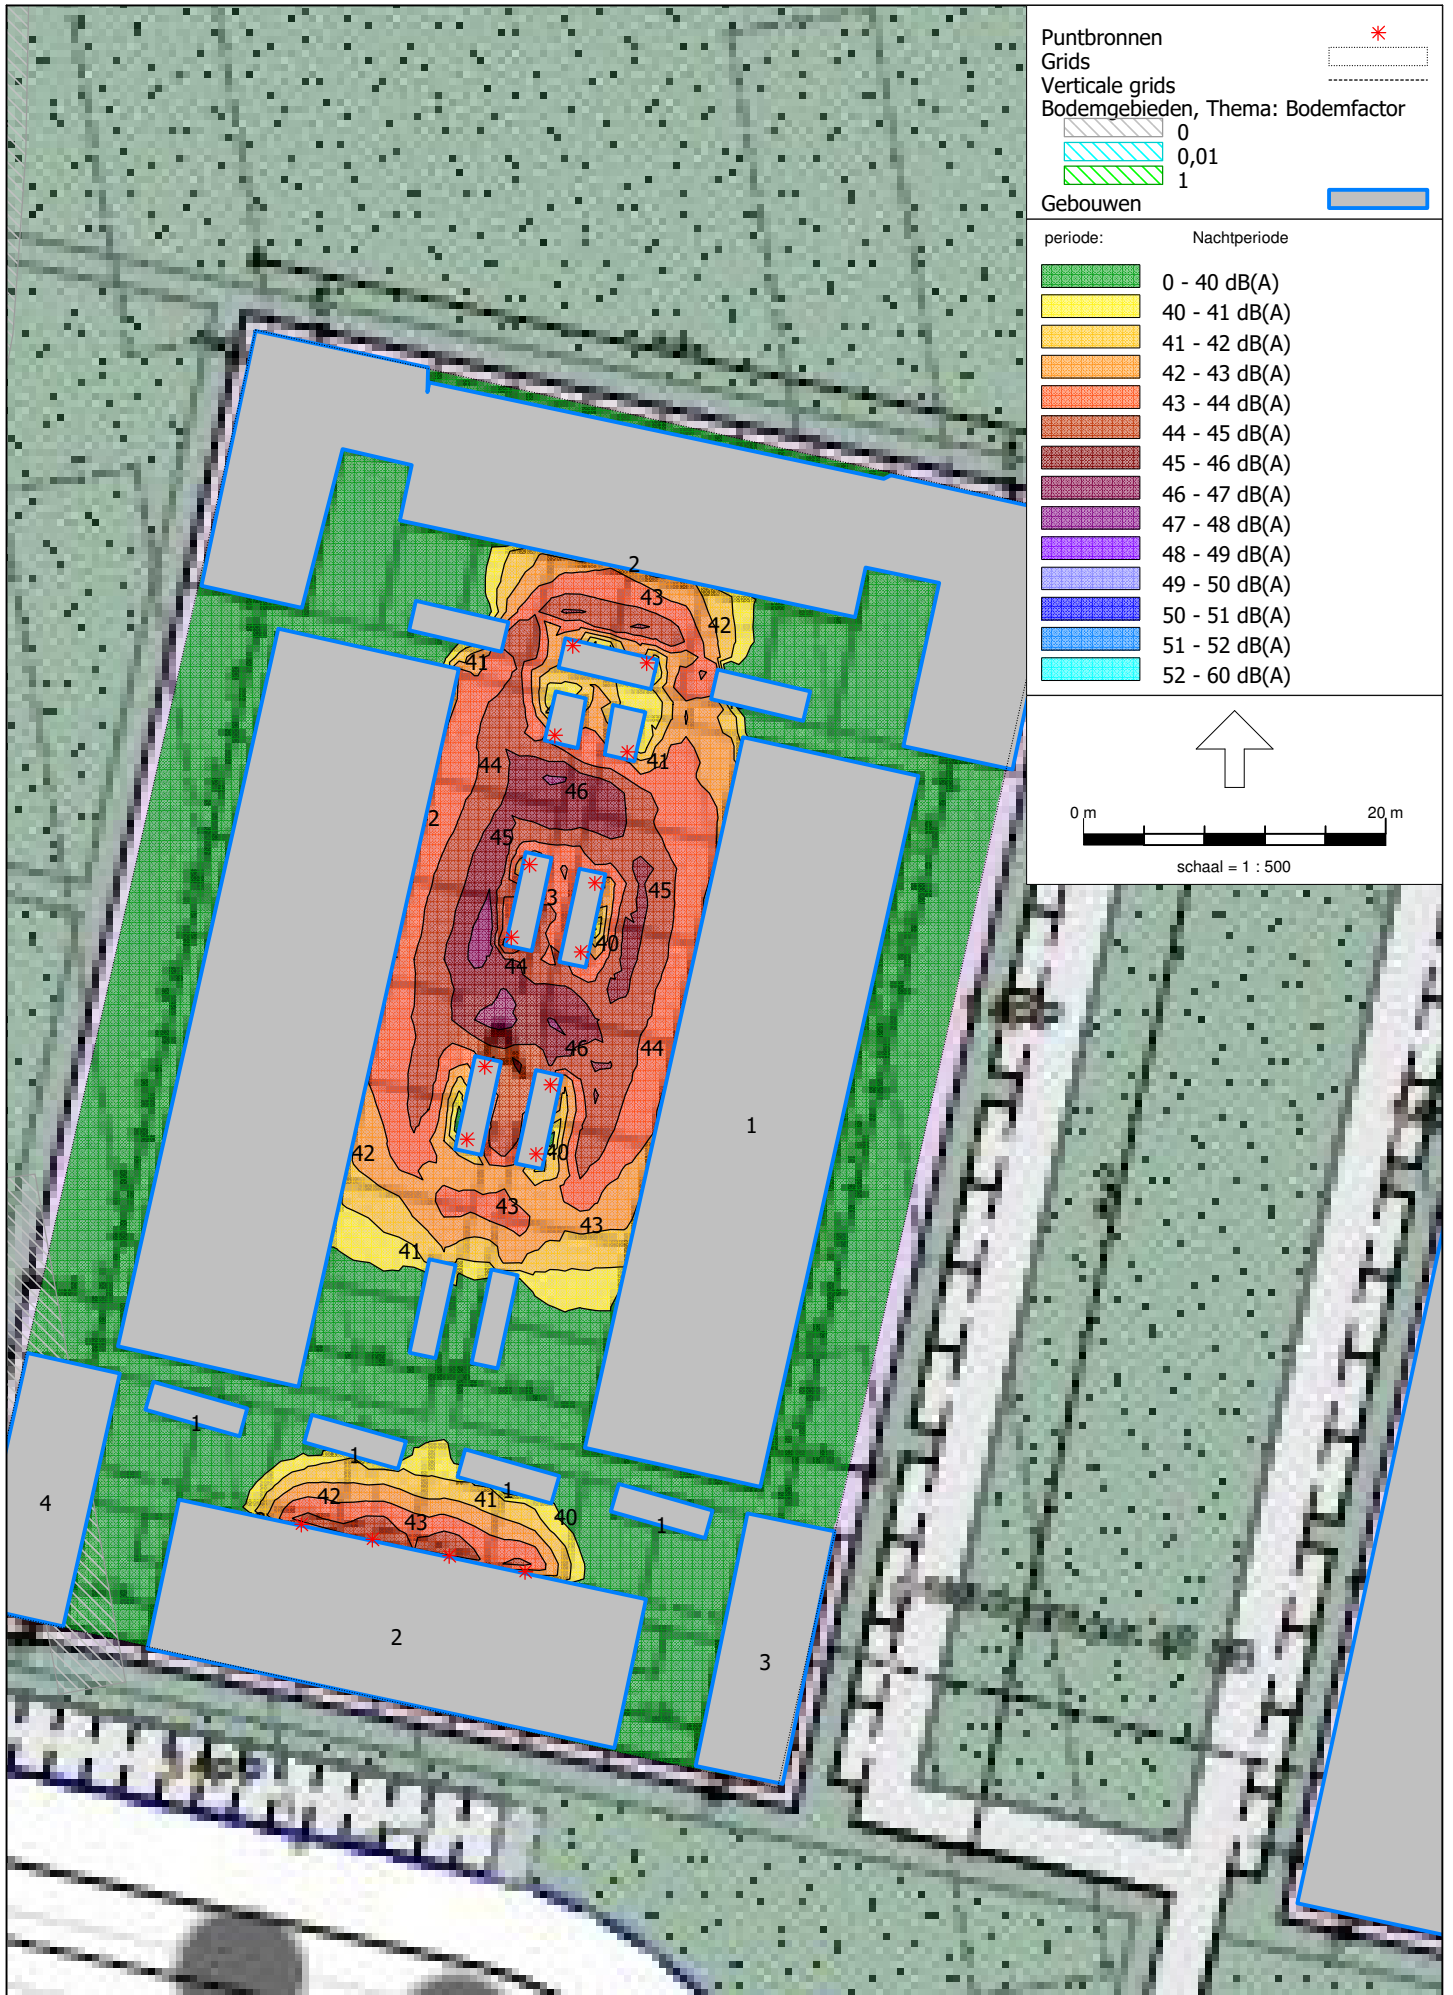 Puntbronnen
Grids
Verticale grids
Bodemgebieden, Thema: Bodemfactor
0
0,01
1
Gebouwen
periode: Nachtperiode
0 - 40 dB(A)
40 - 41 dB(A)
41 - 42 dB(A)
42 - 43 dB(A)
43 - 44 dB(A)
44 - 45 dB(A)
45 - 46 dB(A)
46 - 47 dB(A)
47 - 48 dB(A)
48 - 49 dB(A)
49 - 50 dB(A)
50 - 51 dB(A)
51 - 52 dB(A)
52 - 60 dB(A)
0 m 20 m
schaal = 1 : 500
2
43
42
41
41
44
46
2
45
45
3
40
44
46
44
1
42
40
43
43
41
1
1
1
42
41
40
43
1
4
2
3